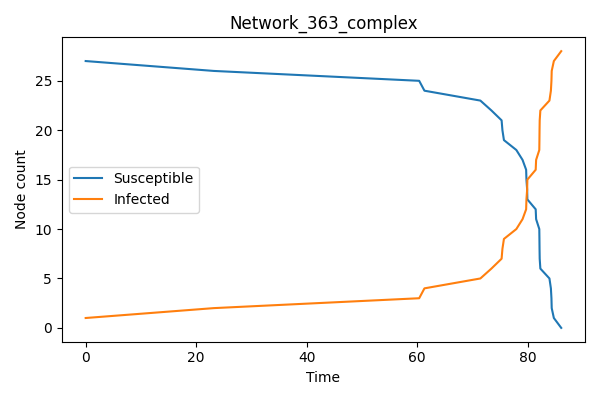 Network_363_complex
Node count
25
20
15
10
5
0
Susceptible
Infected
0 20 40 60 80
Time